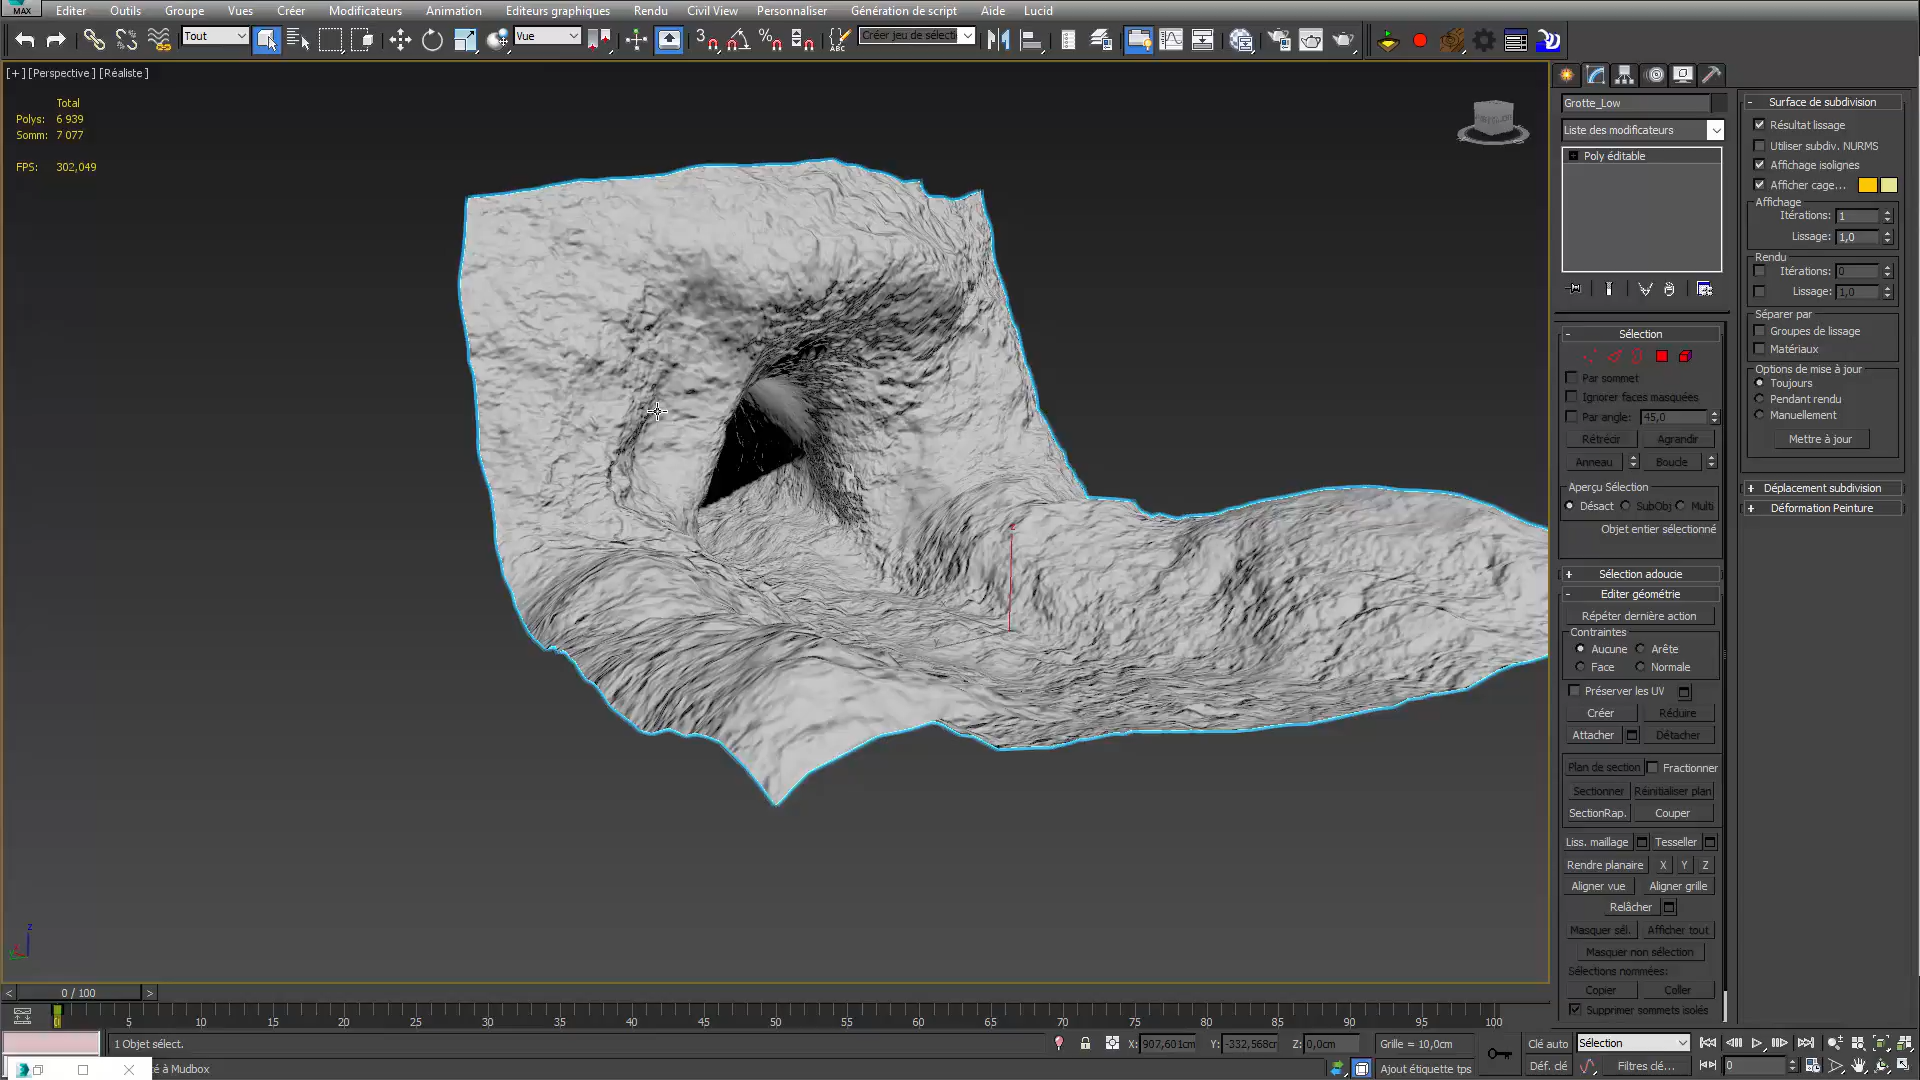 MAX Editer Outils Groupe Vues Créer Modificateurs Animation Editeurs graphiques Rendu Civil View Personnaliser Génération de script Aide Lucid
Tout Vue 3 % ABC Créer jeu de sélecti
[+] [Perspective] [Réaliste]
Total
Polys: 6 939
Somm: 7 077
FPS: 302,049
Grotte_Low
Liste des modificateurs
Poly éditable
- Sélection
Par sommet
Ignorer faces masquées
Par angle: 45,0
Rétrécir Agrandir
Anneau Boucle
Aperçu Sélection
Désact SubObj Multi
Objet entier sélectionné
+ Sélection adoucie
- Editer géométrie
Répéter dernière action
Contraintes
Aucune Arête
Face Normale
Préserver les UV
Créer Réduire
Attacher Détacher
Plan de section Fractionner
Sectionner Réinitialiser plan
SectionRap. Couper
Liss. maillage Tesseller
Rendre planaire X Y Z
Aligner vue Aligner grille
Relâcher
Masquer sél. Afficher tout
Masquer non sélection
Sélections nommées:
Copier Coller
Supprimer sommets isolés
- Surface de subdivision
Résultat lissage
Utiliser subdiv. NURMS
Affichage isolignes
Afficher cage...
Affichage
Itérations: 1
Lissage: 1,0
Rendu
Itérations: 0
Lissage: 1,0
Séparer par
Groupes de lissage
Matériaux
Options de mise à jour
Toujours
Pendant rendu
Manuellement
Mettre à jour
+ Déplacement subdivision
+ Déformation Peinture
z
< 0 / 100 >
5 10 15 20 25 30 35 40 45 50 55 60 65 70 75 80 85 90 95 100
1 Objet sélect. X: 907,601cm Y: -332,568cm Z: 0,0cm Grille = 10,0cm Clé auto Sélection
té à Mudbox Ajout étiquette tps Déf. clé Filtres clé... 0